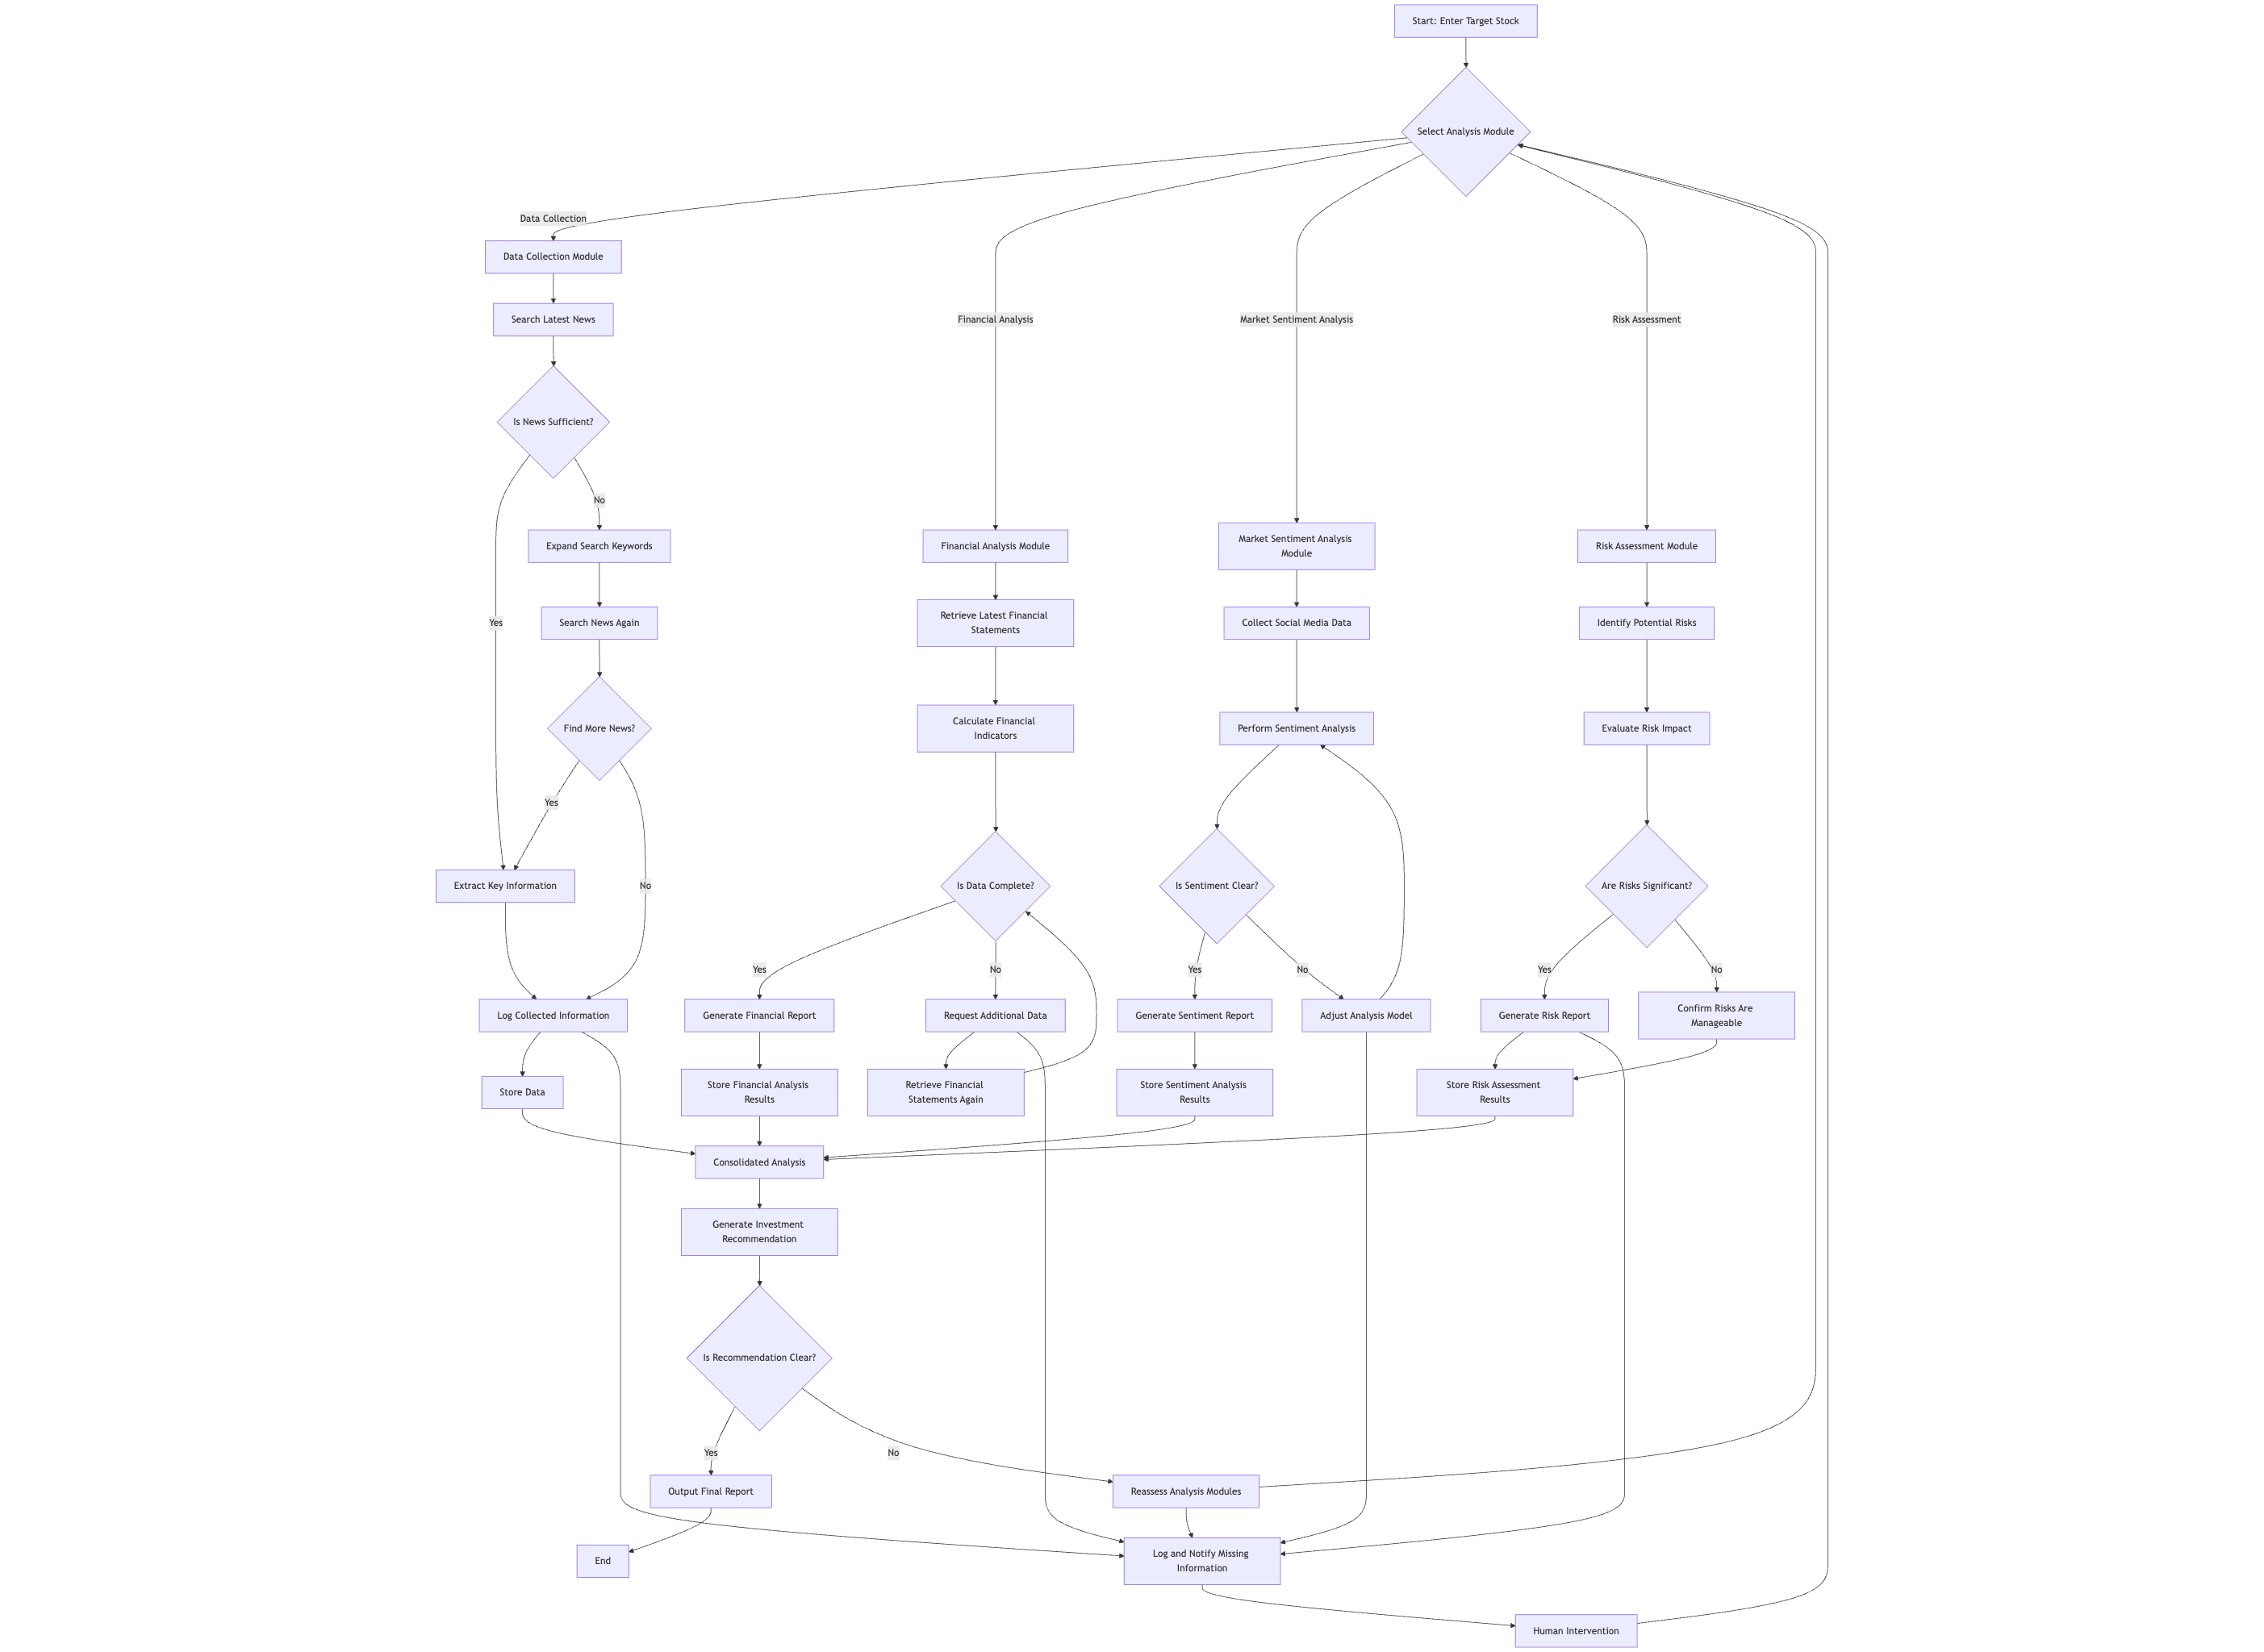 Start: Enter Target Stock
Select Analysis Module
Data Collection
Data Collection Module
Search Latest News
Financial Analysis
Market Sentiment Analysis
Risk Assessment
Is News Sufficient?
No
Expand Search Keywords
Financial Analysis Module
Market Sentiment Analysis
Module
Risk Assessment Module
Yes
Search News Again
Retrieve Latest Financial
Statements
Collect Social Media Data
Identify Potential Risks
Find More News?
Calculate Financial
Indicators
Perform Sentiment Analysis
Evaluate Risk Impact
Yes
Extract Key Information
No
Is Data Complete?
Is Sentiment Clear?
Are Risks Significant?
Yes
No
Yes
No
Yes
No
Log Collected Information
Generate Financial Report
Request Additional Data
Generate Sentiment Report
Adjust Analysis Model
Generate Risk Report
Confirm Risks Are
Manageable
Store Data
Store Financial Analysis
Results
Retrieve Financial
Statements Again
Store Sentiment Analysis
Results
Store Risk Assessment
Results
Consolidated Analysis
Generate Investment
Recommendation
Is Recommendation Clear?
Yes
No
Output Final Report
Reassess Analysis Modules
End
Log and Notify Missing
Information
Human Intervention